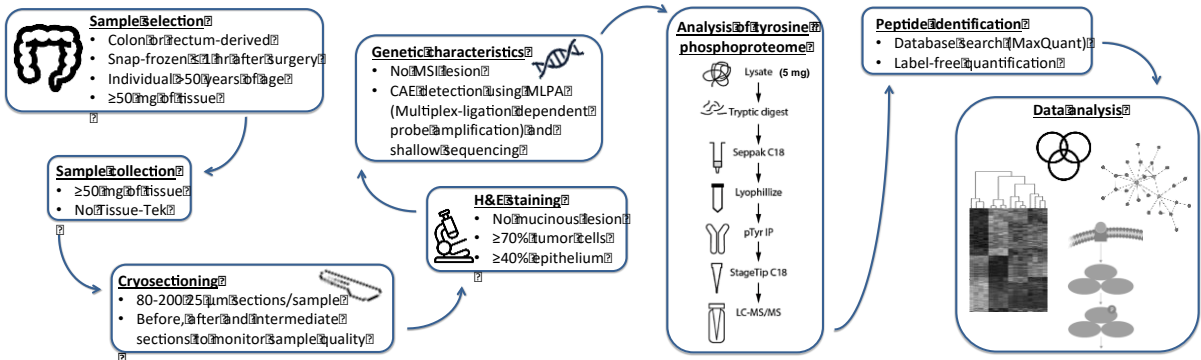 Sample selection
• Colon or rectum-derived
• Snap-frozen ≤ 1 hr after surgery
• Individual >50 years of age
• ≥50 mg of tissue
Sample collection
• ≥50 mg of tissue
• No Tissue-Tek
Cryosectioning
• 80-200 25 µm sections/sample
• Before, after and intermediate
sections to monitor sample quality
H&E staining
• No mucinous lesion
• ≥70% tumor cells
• ≥40% epithelium
Genetic characteristics
• No MSI lesion
• CAE detection using MLPA
(Multiplex-ligation dependent
probe amplification) and
shallow sequencing
Analysis of tyrosine
phosphoproteome
Lysate (5 mg)
Tryptic digest
Seppak C18
Lyophillize
pTyr IP
StageTip C18
LC-MS/MS
Peptide identification
• Database search (MaxQuant)
• Label-free quantification
Data analysis
P